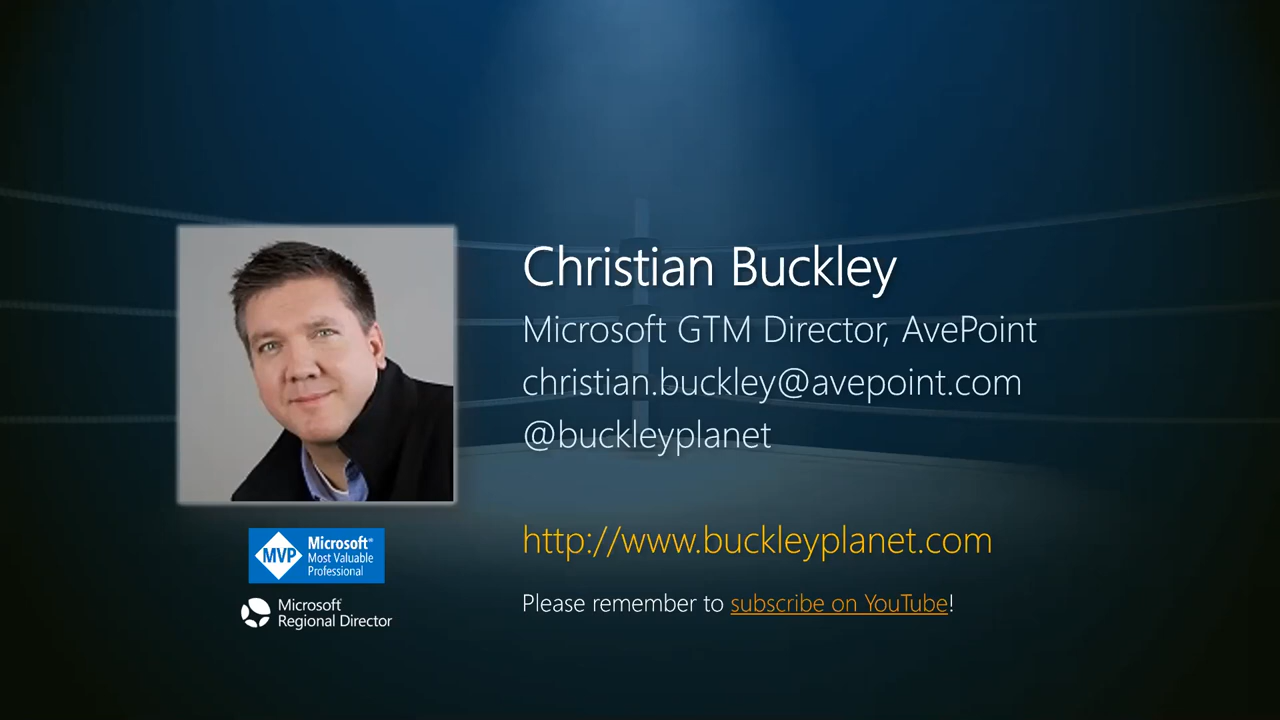 Christian Buckley
Microsoft GTM Director, AvePoint
christian.buckley@avepoint.com
@buckleyplanet
http://www.buckleyplanet.com
Please remember to subscribe on YouTube!
MVP
Microsoft®
Most Valuable
Professional
Microsoft
Regional Director